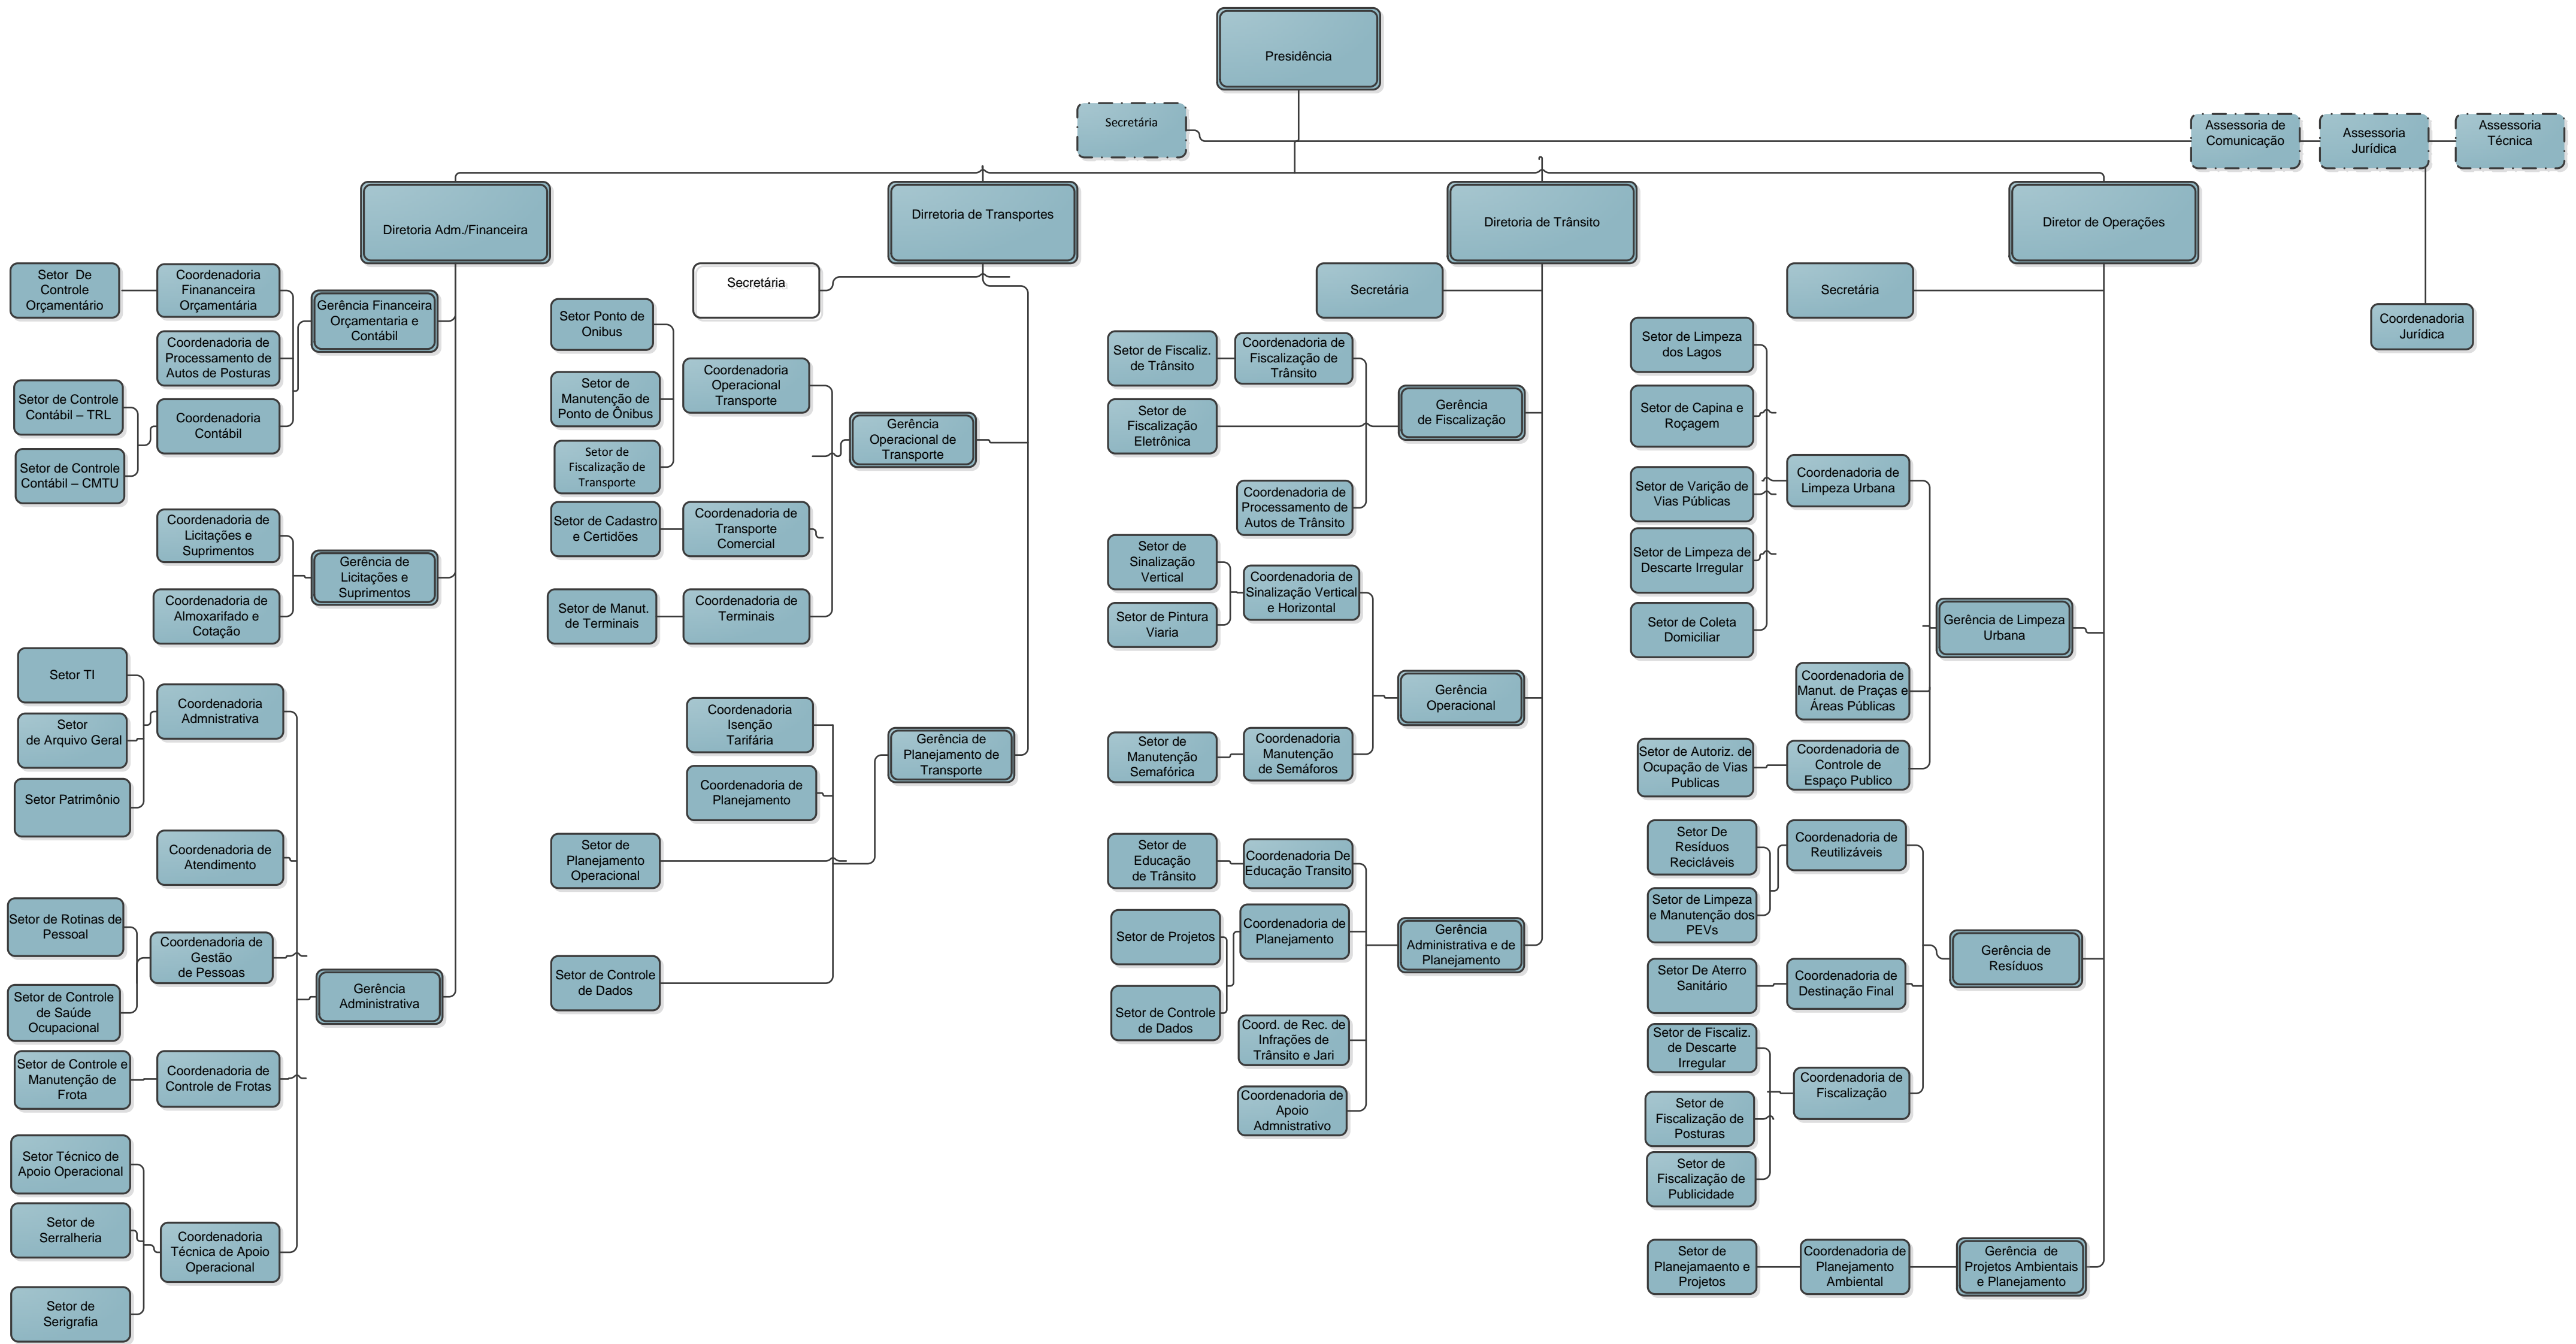 Presidência
Secretária
Assessoria de
Comunicação
Assessoria
Jurídica
Assessoria
Técnica
Coordenadoria
Jurídica
Diretoria Adm./Financeira
Gerência Financeira
Orçamentaria e
Contábil
Coordenadoria
Finananceira
Orçamentária
Setor De
Controle
Orçamentário
Coordenadoria de
Processamento de
Autos de Posturas
Coordenadoria
Contábil
Setor de Controle
Contábil – TRL
Setor de Controle
Contábil – CMTU
Gerência de
Licitações e
Suprimentos
Coordenadoria de
Licitações e
Suprimentos
Coordenadoria de
Almoxarifado e
Cotação
Gerência
Administrativa
Coordenadoria
Admnistrativa
Setor TI
Setor
de Arquivo Geral
Setor Patrimônio
Coordenadoria de
Atendimento
Coordenadoria de
Gestão
de Pessoas
Setor de Rotinas de
Pessoal
Setor de Controle
de Saúde
Ocupacional
Coordenadoria de
Controle de Frotas
Setor de Controle e
Manutenção de
Frota
Coordenadoria
Técnica de Apoio
Operacional
Setor Técnico de
Apoio Operacional
Setor de
Serralheria
Setor de
Serigrafia
Dirretoria de Transportes
Secretária
Gerência
Operacional de
Transporte
Coordenadoria
Operacional
Transporte
Setor Ponto de
Onibus
Setor de
Manutenção de
Ponto de Ônibus
Setor de
Fiscalização de
Transporte
Coordenadoria de
Transporte
Comercial
Setor de Cadastro
e Certidões
Coordenadoria de
Terminais
Setor de Manut.
de Terminais
Gerência de
Planejamento de
Transporte
Coordenadoria
Isenção
Tarifária
Coordenadoria de
Planejamento
Setor de
Planejamento
Operacional
Setor de Controle
de Dados
Diretoria de Trânsito
Secretária
Gerência
de Fiscalização
Coordenadoria de
Fiscalização de
Trânsito
Setor de Fiscaliz.
de Trânsito
Setor de
Fiscalização
Eletrônica
Coordenadoria de
Processamento de
Autos de Trânsito
Gerência
Operacional
Coordenadoria de
Sinalização Vertical
e Horizontal
Setor de
Sinalização
Vertical
Setor de Pintura
Viaria
Coordenadoria
Manutenção
de Semáforos
Setor de
Manutenção
Semafórica
Gerência
Administrativa e de
Planejamento
Coordenadoria De
Educação Transito
Setor de
Educação
de Trânsito
Coordenadoria de
Planejamento
Setor de Projetos
Setor de Controle
de Dados
Coord. de Rec. de
Infrações de
Trânsito e Jari
Coordenadoria de
Apoio
Admnistrativo
Diretor de Operações
Secretária
Gerência de Limpeza
Urbana
Coordenadoria de
Limpeza Urbana
Setor de Limpeza
dos Lagos
Setor de Capina e
Roçagem
Setor de Varição de
Vias Públicas
Setor de Limpeza de
Descarte Irregular
Setor de Coleta
Domiciliar
Coordenadoria de
Manut. de Praças e
Áreas Públicas
Coordenadoria de
Controle de
Espaço Publico
Setor de Autoriz. de
Ocupação de Vias
Publicas
Gerência de
Resíduos
Coordenadoria de
Reutilizáveis
Setor De
Resíduos
Recicláveis
Setor de Limpeza
e Manutenção dos
PEVs
Coordenadoria de
Destinação Final
Setor De Aterro
Sanitário
Coordenadoria de
Fiscalização
Setor de Fiscaliz.
de Descarte
Irregular
Setor de
Fiscalização de
Posturas
Setor de
Fiscalização de
Publicidade
Gerência de
Projetos Ambientais
e Planejamento
Coordenadoria de
Planejamento
Ambiental
Setor de
Planejamaento e
Projetos